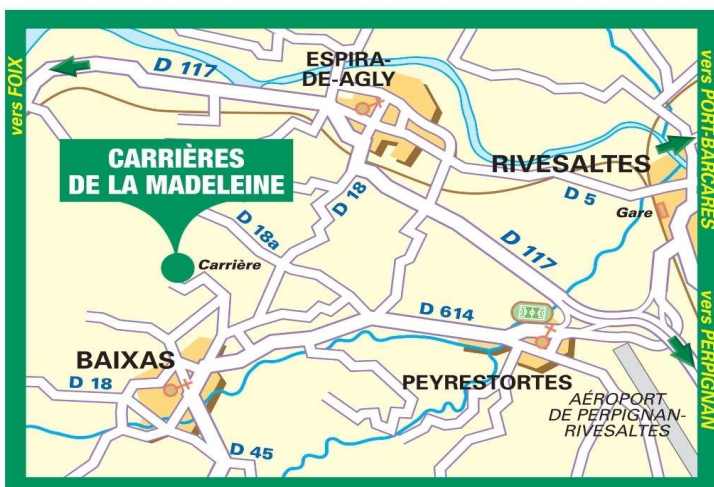 vers FOIX
D 117
ESPIRA-
DE-AGLY
CARRIÈRES
DE LA MADELEINE
RIVESALTES
vers PORT-BARCARES
D 5
Gare
D 18
D 18a
Carrière
D 117
D 614
BAIXAS
D 18
PEYRESTORTES
AÉROPORT
DE PERPIGNAN-
RIVESALTES
vers PERPIGNAN
D 45